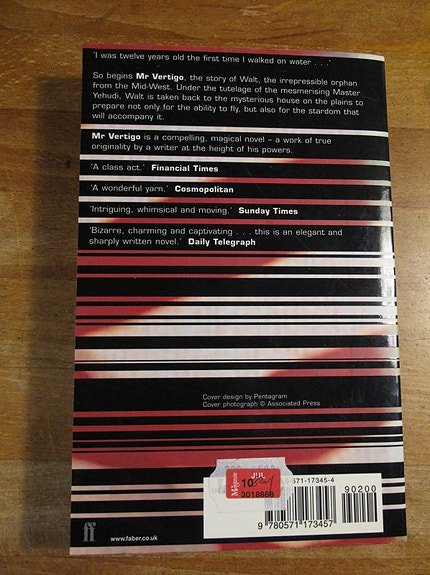 'I was twelve years old the first time I walked on water . . .'
So begins Mr Vertigo, the story of Walt, the irrepressible orphan
from the Mid-West. Under the tutelage of the mesmerising Master
Yehudi, Walt is taken back to the mysterious house on the plains to
prepare not only for the ability to fly, but also for the stardom that
will accompany it.
Mr Vertigo is a compelling, magical novel – a work of true
originality by a writer at the height of his powers.
'A class act.' Financial Times
'A wonderful yarn.' Cosmopolitan
'Intriguing, whimsical and moving.' Sunday Times
'Bizarre, charming and captivating . . . this is an elegant and
sharply written novel.' Daily Telegraph
Cover design by Pentagram
Cover photograph © Associated Press
10
3018868
571-17345-4
90200
9 780571 173457
ff
www.faber.co.uk